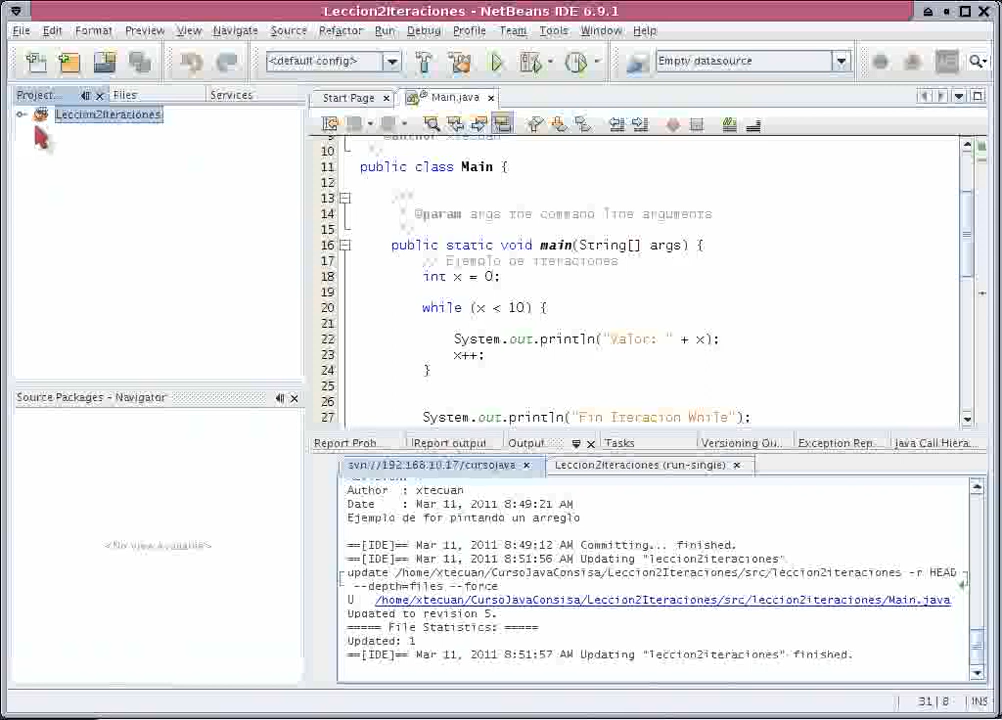 Leccion2Iteraciones - NetBeans IDE 6.9.1
File Edit Format Preview View Navigate Source Refactor Run Debug Profile Team Tools Window Help
<default config> Empty datasource
Project... Files Services
Start Page Main.java
Leccion2Iteraciones
10
11 public class Main {
12
13 /**
14 * @param args the command line arguments
15 */
16 public static void main(String[] args) {
17 // Ejemplo de iteraciones
18 int x = 0;
19
20 while (x < 10) {
21
22 System.out.println("Valor: " + x);
23 x++;
24 }
25
26
27 System.out.println("Fin Iteracion While");
Source Packages - Navigator
<No View Available>
Report Prob... Report output Output Tasks Versioning Ou... Exception Rep... Java Call Hiera...
svn://192.168.10.17/cursojava Leccion2Iteraciones (run-single)
Author : xtecuan
Date : Mar 11, 2011 8:49:21 AM
Ejemplo de for pintando un arreglo
==[IDE]== Mar 11, 2011 8:49:12 AM Committing... finished.
==[IDE]== Mar 11, 2011 8:51:56 AM Updating "leccion2iteraciones"
update /home/xtecuan/CursoJavaConsisa/Leccion2Iteraciones/src/leccion2iteraciones -r HEAD
--depth=files --force
U /home/xtecuan/CursoJavaConsisa/Leccion2Iteraciones/src/leccion2iteraciones/Main.java
Updated to revision 5.
===== File Statistics: =====
Updated: 1
==[IDE]== Mar 11, 2011 8:51:57 AM Updating "leccion2iteraciones" finished.
31 | 8 INS